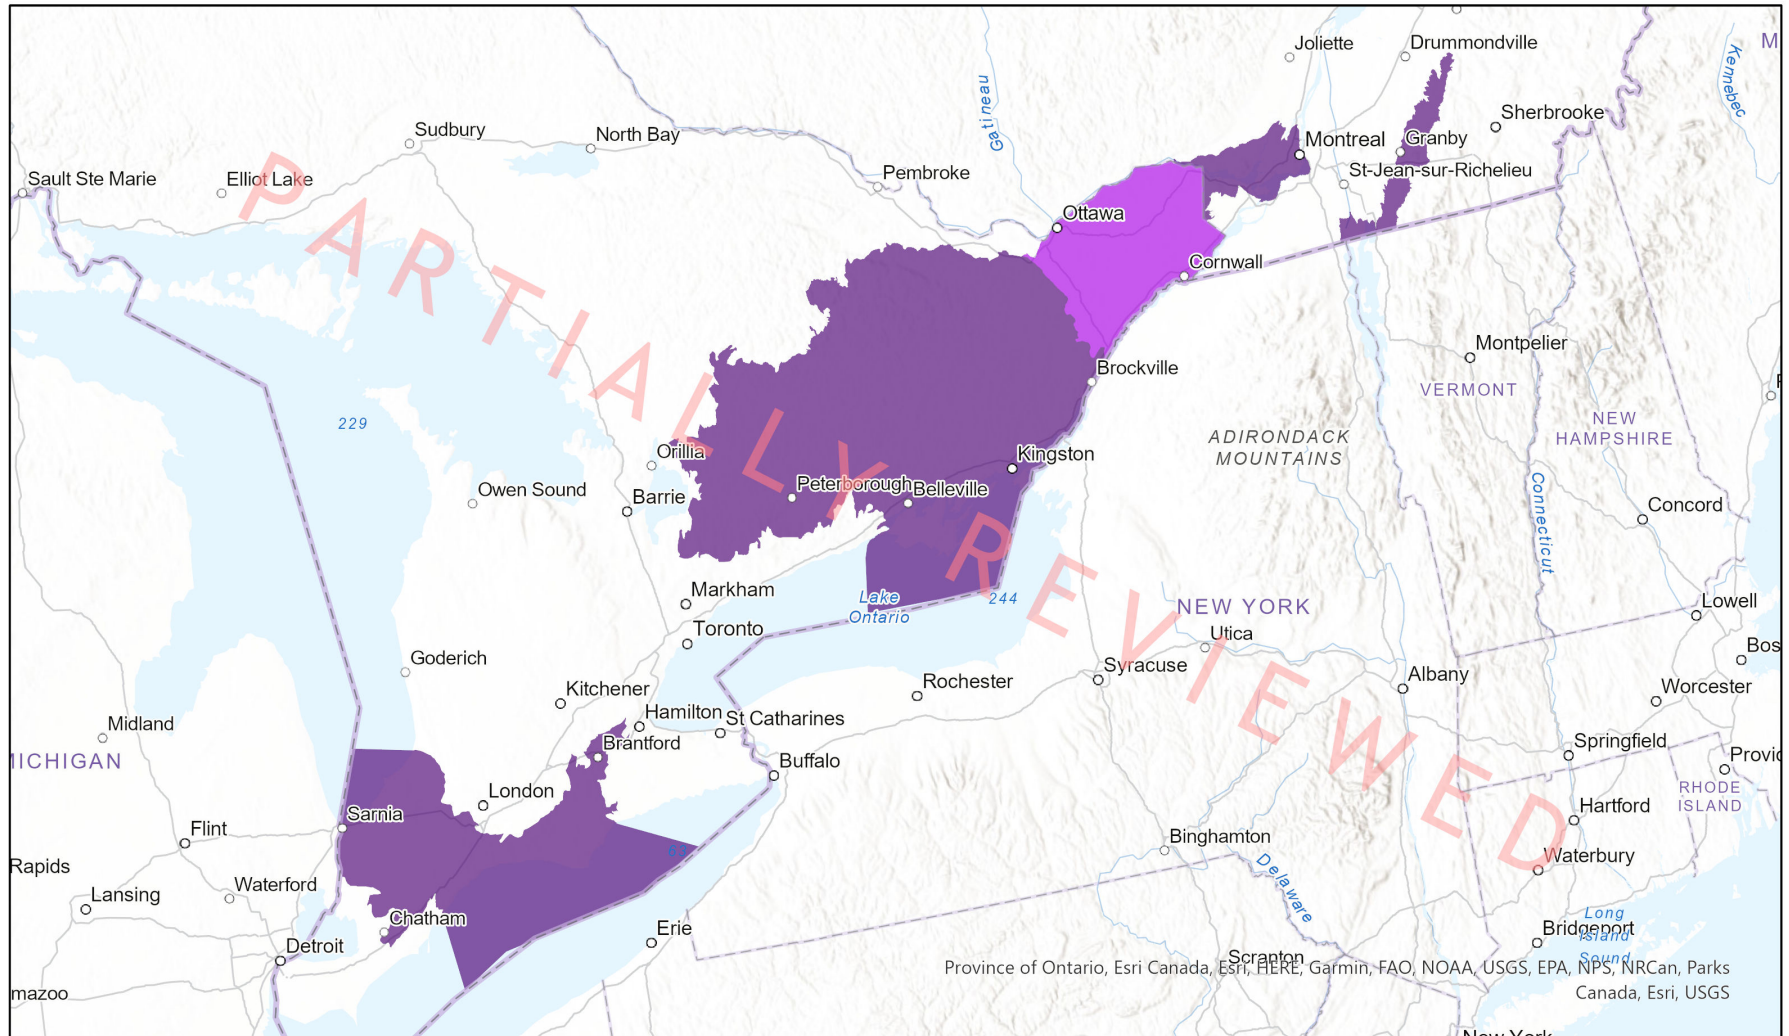 Joliette
Drummondville
M
Kennebec
Gatineau
Sudbury
North Bay
Sherbrooke
Montreal
Granby
Sault Ste Marie
Elliot Lake
Pembroke
St-Jean-sur-Richelieu
Ottawa
Cornwall
Montpelier
Brockville
VERMONT
229
NEW
HAMPSHIRE
ADIRONDACK
MOUNTAINS
Orillia
Kingston
Owen Sound
Barrie
Peterborough
Belleville
Connecticut
Concord
Markham
Lake
Ontario
244
NEW YORK
Lowell
Toronto
Utica
Bos
Goderich
Syracuse
Albany
Kitchener
Rochester
Worcester
Midland
Hamilton
St Catharines
MICHIGAN
Brantford
Buffalo
Springfield
Provid
London
RHODE
ISLAND
Sarnia
Hartford
Flint
63
Binghamton
Rapids
Waterbury
Lansing
Waterford
Delaware
Chatham
Erie
Long
Island
Sound
Bridgeport
Detroit
Scranton
mazoo
New York
PARTIALLY REVIEWED
Province of Ontario, Esri Canada, Esri, HERE, Garmin, FAO, NOAA, USGS, EPA, NPS, NRCan, Parks
Canada, Esri, USGS